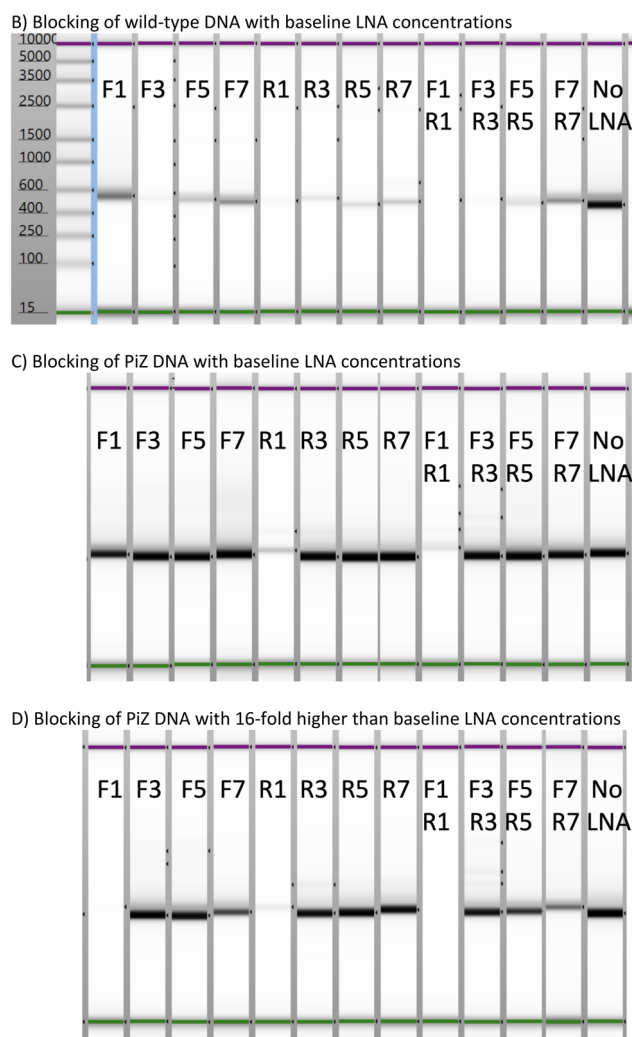 B) Blocking of wild-type DNA with baseline LNA concentrations
10000
5000
3500
2500
1500
1000
600
400
250
100
15
F1 F3 F5 F7 R1 R3 R5 R7 F1 F3 F5 F7 No
R1 R3 R5 R7 LNA
C) Blocking of PiZ DNA with baseline LNA concentrations
F1 F3 F5 F7 R1 R3 R5 R7 F1 F3 F5 F7 No
R1 R3 R5 R7 LNA
D) Blocking of PiZ DNA with 16-fold higher than baseline LNA concentrations
F1 F3 F5 F7 R1 R3 R5 R7 F1 F3 F5 F7 No
R1 R3 R5 R7 LNA